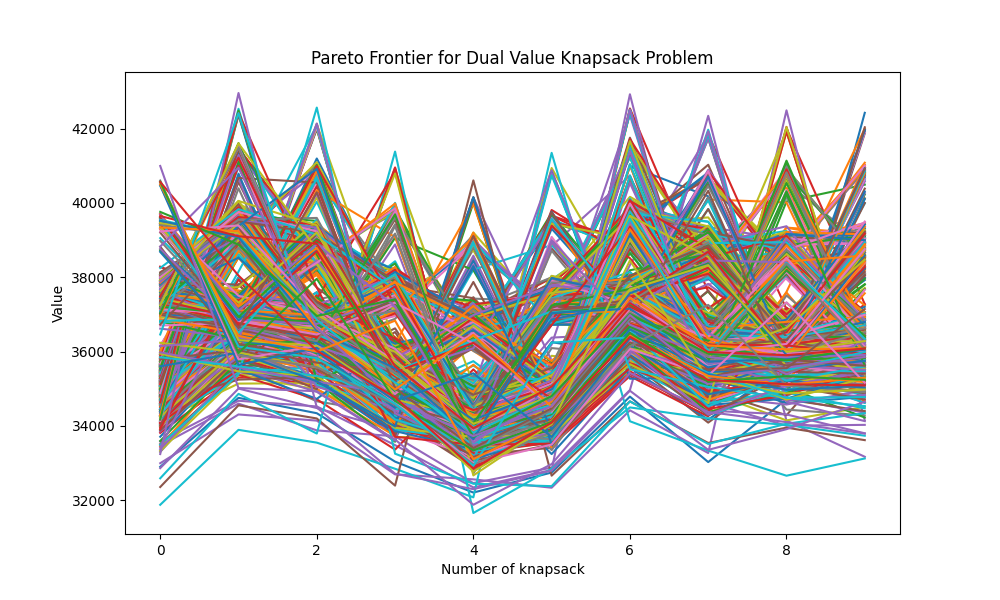 Pareto Frontier for Dual Value Knapsack Problem
42000
40000
38000
36000
34000
32000
Value
0 2 4 6 8
Number of knapsack